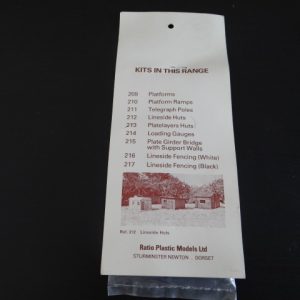 KITS IN THIS RANGE
209 Platforms
210 Platform Ramps
211 Telegraph Poles
212 Lineside Huts
213 Platelayers Huts
214 Loading Gauges
215 Plate Girder Bridge
with Support Walls
216 Lineside Fencing (White)
217 Lineside Fencing (Black)
Ref. 212 Lineside Huts
Ratio Plastic Models Ltd
STURMINSTER NEWTON DORSET